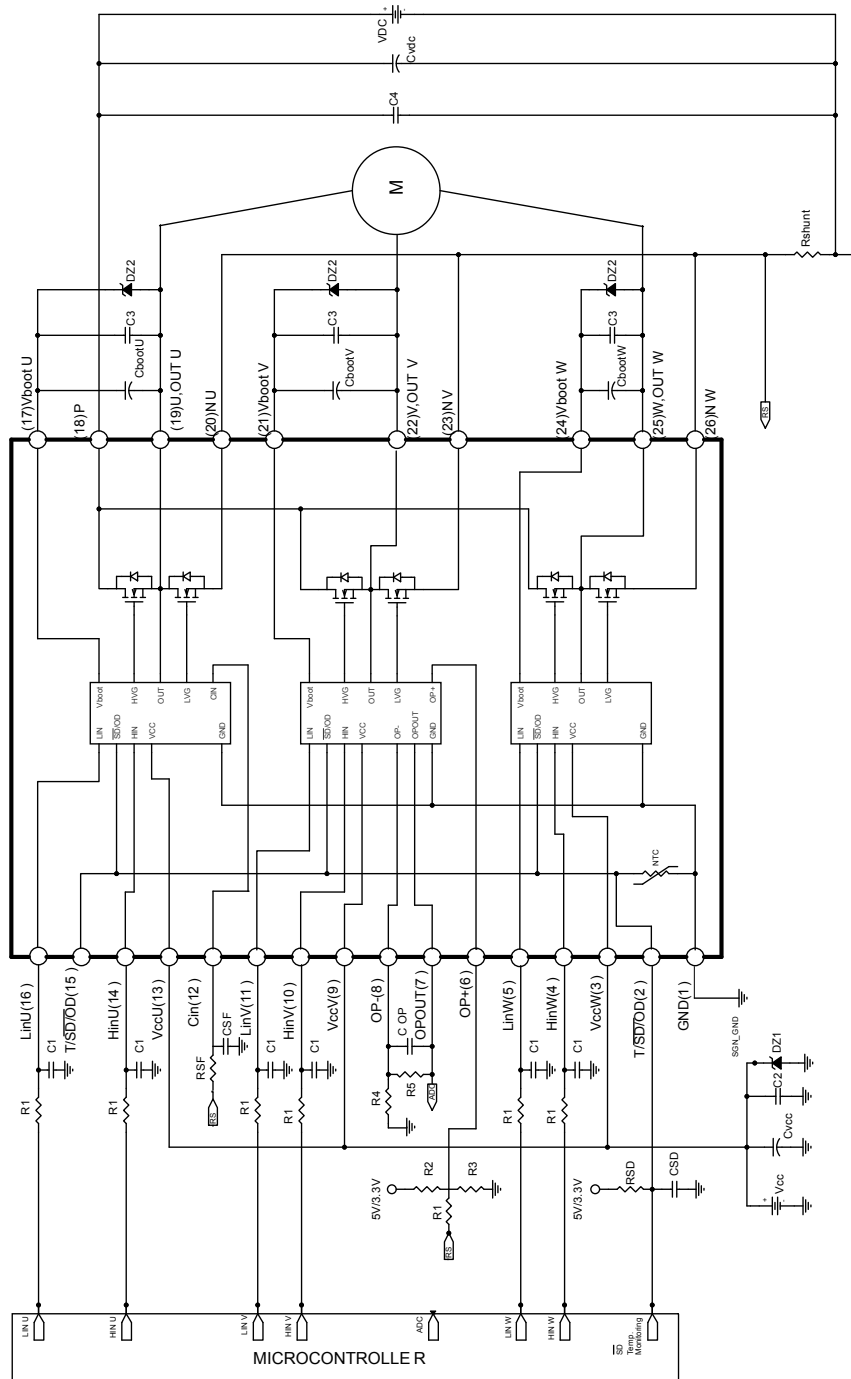 VDC
+
-
Cvdc
C4
M
Rshunt
RS
DZ2
C3
CbootU
DZ2
C3
CbootV
DZ2
C3
CbootW
(17)Vboot U
(18)P
(19)U,OUT U
(20)N U
(21)Vboot V
(22)V,OUT V
(23)N V
(24)Vboot W
(25)W,OUT W
(26)N W
Vboot
HVG
OUT
LVG
CIN
LIN
SD/OD
HIN
VCC
GND
Vboot
HVG
OUT
LVG
OP+
LIN
SD/OD
HIN
VCC
OP-
OPOUT
GND
Vboot
HVG
OUT
LVG
LIN
SD/OD
HIN
VCC
GND
NTC
LinU(16)
T/SD/OD(15)
HinU(14)
VccU(13)
Cin(12)
LinV(11)
HinV(10)
VccV(9)
OP-(8)
OPOUT(7)
OP+(6)
LinW(5)
HinW(4)
VccW(3)
T/SD/OD(2)
GND(1)
SGN_GND
R1
C1
R1
C1
RSF
CSF
RS
R1
C1
R1
C1
R4
R5
C OP
ADC
5V/3.3V
R2
R3
R1
RS
R1
C1
R1
C1
5V/3.3V
RSD
CSD
DZ1
C2
Cvcc
Vcc
+
-
LIN U
HIN U
LIN V
HIN V
ADC
LIN W
HIN W
SD
Temp.
Monitoring
MICROCONTROLLE R